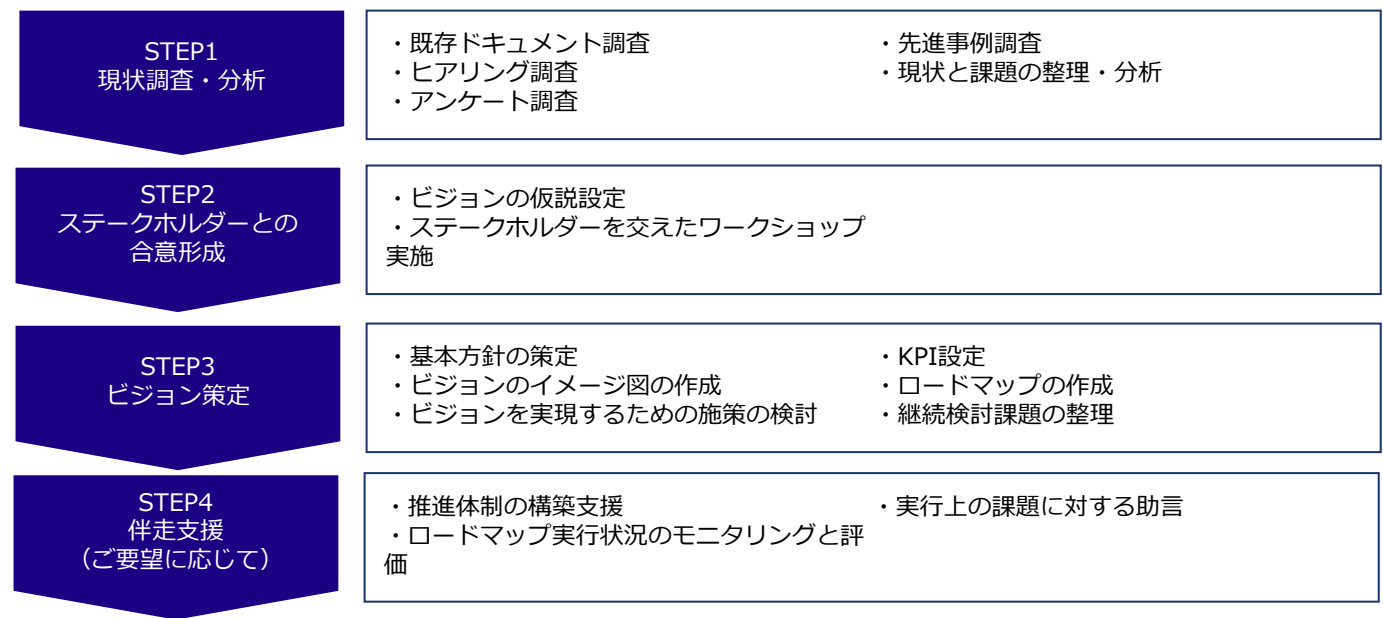 STEP1
現状調査・分析
・既存ドキュメント調査
・ヒアリング調査
・アンケート調査
・先進事例調査
・現状と課題の整理・分析
STEP2
ステークホルダーとの
合意形成
・ビジョンの仮説設定
・ステークホルダーを交えたワークショップ
実施
STEP3
ビジョン策定
・基本方針の策定
・ビジョンのイメージ図の作成
・ビジョンを実現するための施策の検討
・KPI設定
・ロードマップの作成
・継続検討課題の整理
STEP4
伴走支援
（ご要望に応じて）
・推進体制の構築支援
・ロードマップ実行状況のモニタリングと評
価
・実行上の課題に対する助言